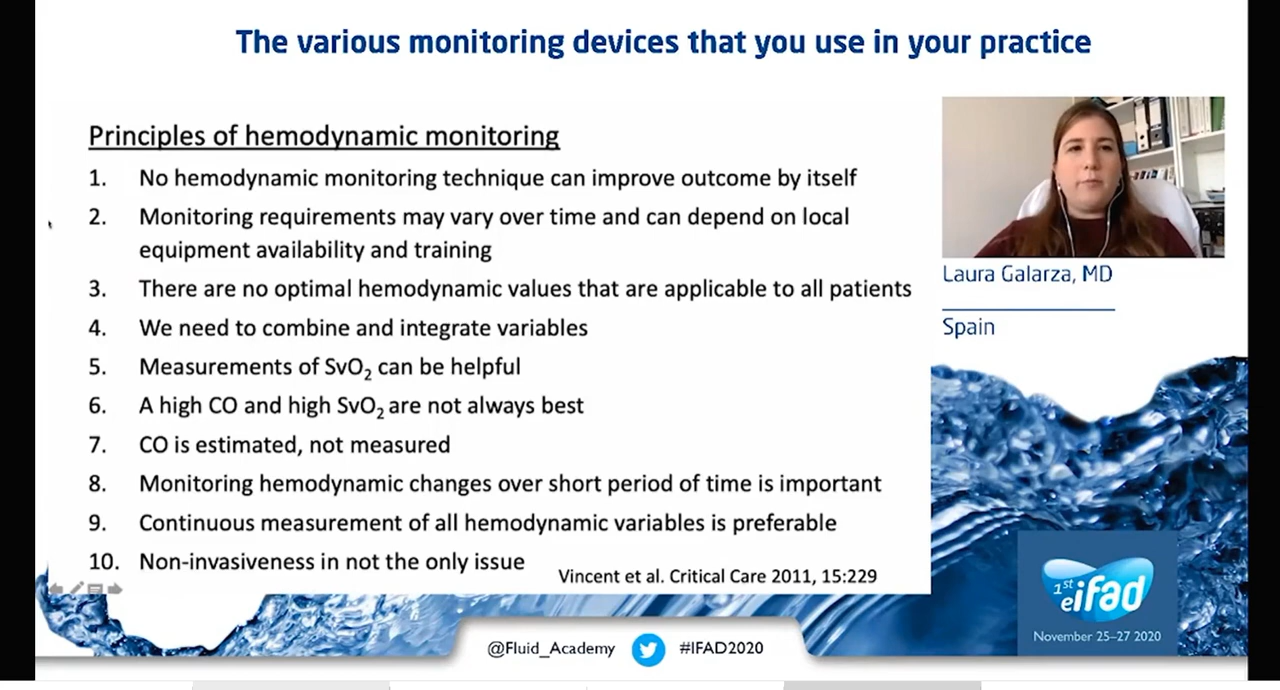 The various monitoring devices that you use in your practice
Principles of hemodynamic monitoring
1. No hemodynamic monitoring technique can improve outcome by itself
2. Monitoring requirements may vary over time and can depend on local
equipment availability and training
3. There are no optimal hemodynamic values that are applicable to all patients
4. We need to combine and integrate variables
5. Measurements of SvO₂ can be helpful
6. A high CO and high SvO₂ are not always best
7. CO is estimated, not measured
8. Monitoring hemodynamic changes over short period of time is important
9. Continuous measurement of all hemodynamic variables is preferable
10. Non-invasiveness in not the only issue
Vincent et al. Critical Care 2011, 15:229
Laura Galarza, MD
Spain
1st
eifad
November 25–27 2020
@Fluid_Academy
#IFAD2020